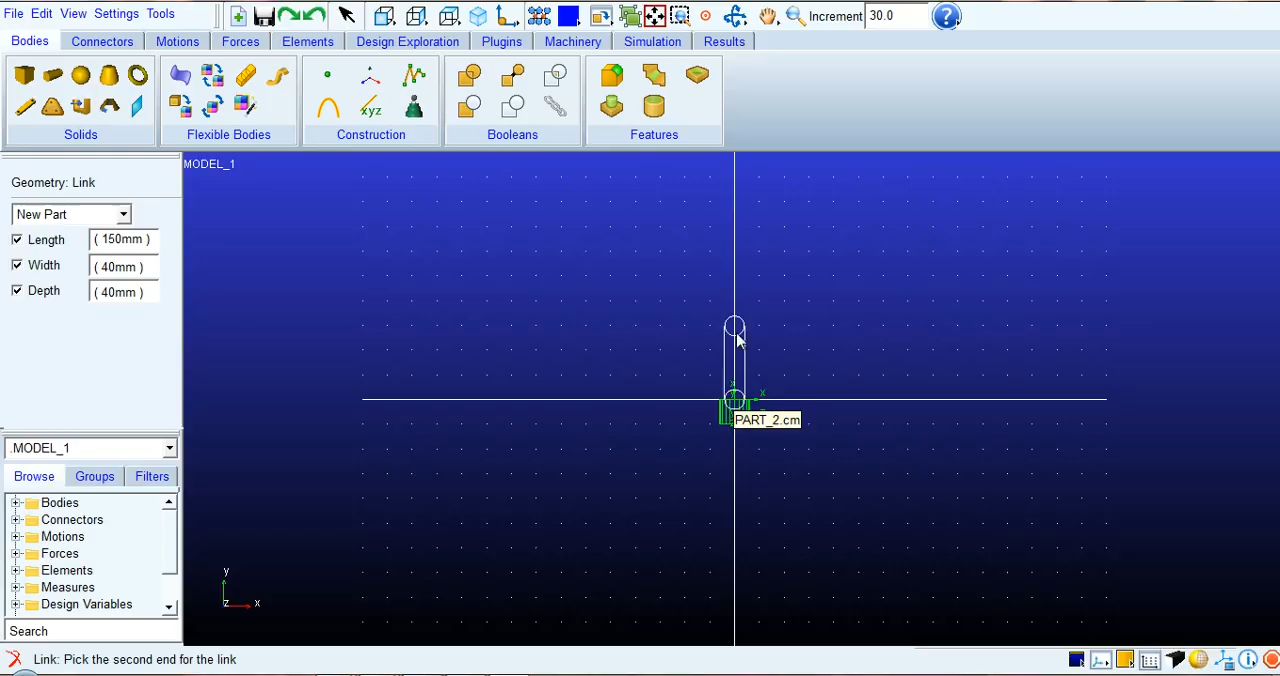 File Edit View Settings Tools
Increment 30.0 ?
Bodies Connectors Motions Forces Elements Design Exploration Plugins Machinery Simulation Results
xyz
Solids Flexible Bodies Construction Booleans Features
MODEL_1
Geometry: Link
New Part
Length ( 150mm )
Width ( 40mm )
Depth ( 40mm )
x x
PART_2.cm
.MODEL_1
Browse Groups Filters
Bodies
Connectors
Motions
Forces
Elements
Measures
Design Variables
y
z x
Search
Link: Pick the second end for the link